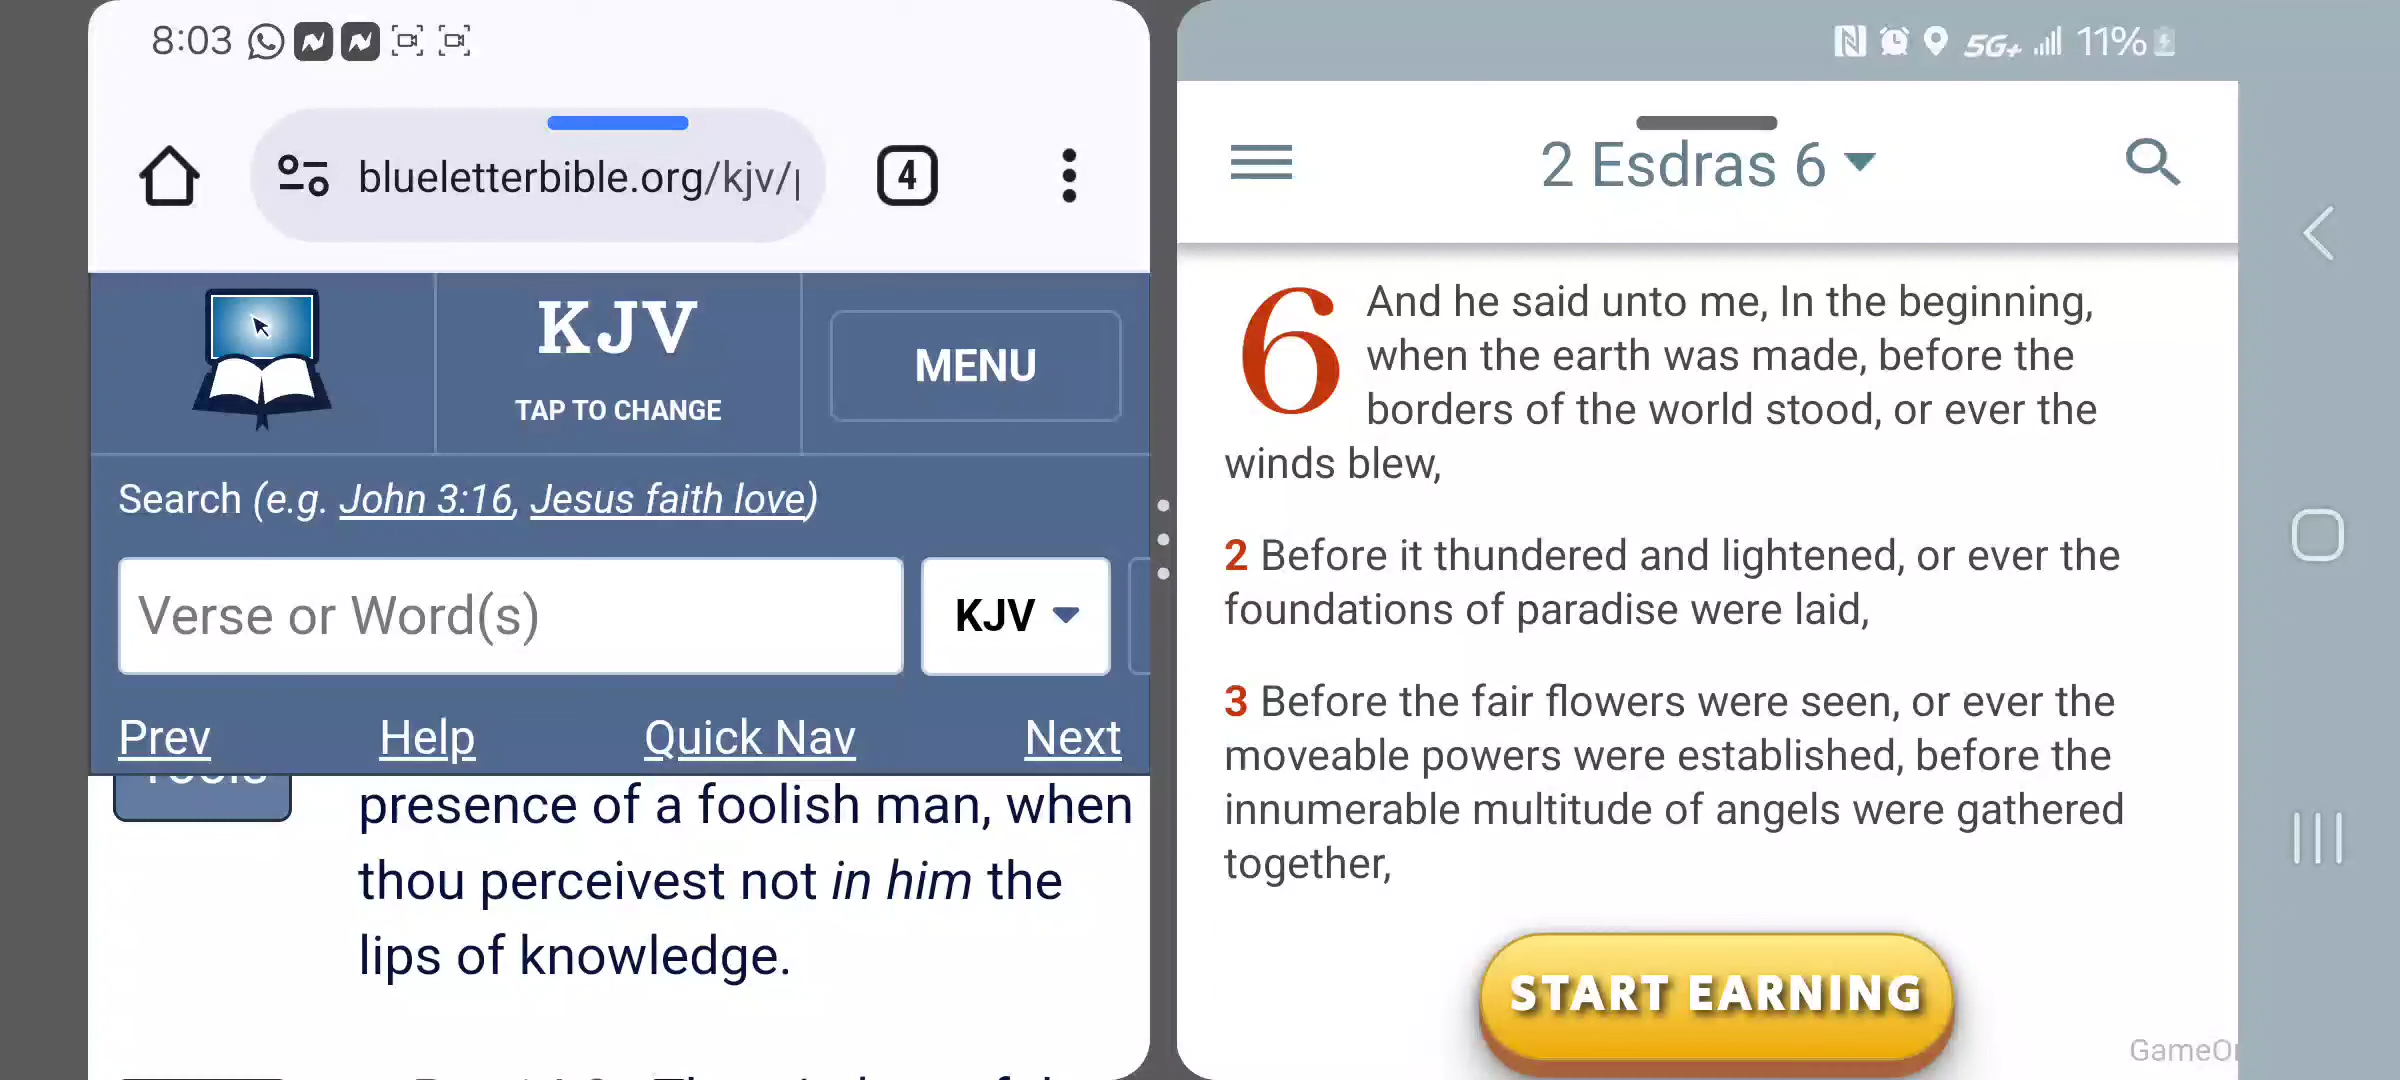 8:03
5G+ 11%
blueletterbible.org/kjv/
4
KJV
TAP TO CHANGE
MENU
Search (e.g. John 3:16, Jesus faith love)
Verse or Word(s)
KJV
Prev Help Quick Nav Next
presence of a foolish man, when
thou perceivest not in him the
lips of knowledge.
2 Esdras 6
6 And he said unto me, In the beginning,
when the earth was made, before the
borders of the world stood, or ever the
winds blew,
2 Before it thundered and lightened, or ever the
foundations of paradise were laid,
3 Before the fair flowers were seen, or ever the
moveable powers were established, before the
innumerable multitude of angels were gathered
together,
START EARNING